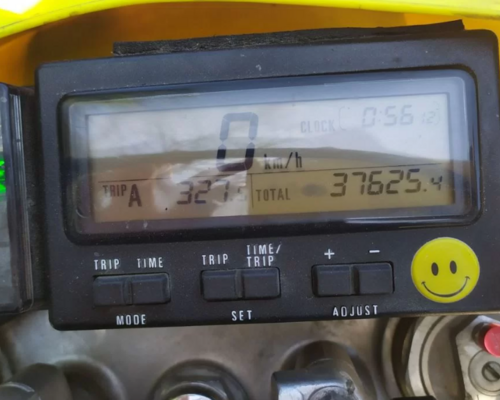 CLOCK 0:56
0 km/h
TRIP A 327. TOTAL 37625.4
TRIP TIME TRIP TIME/TRIP + -
MODE SET ADJUST